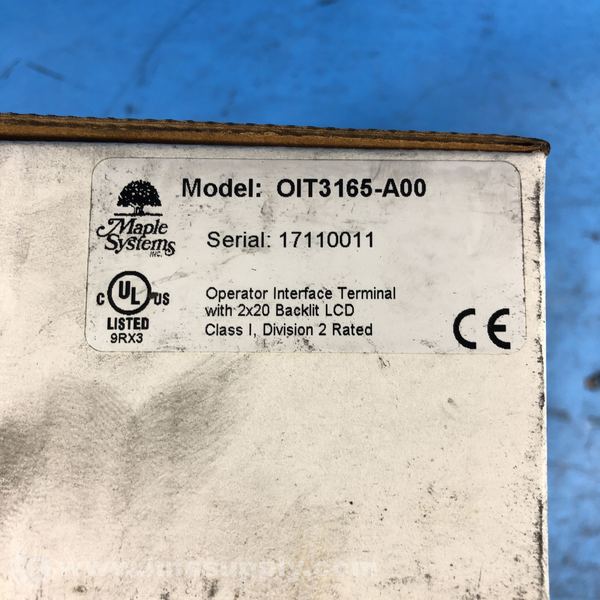 Model: OIT3165-A00
Maple
Systems
INC.
Serial: 17110011
C UL US
LISTED
9RX3
Operator Interface Terminal
with 2x20 Backlit LCD
Class I, Division 2 Rated
CE